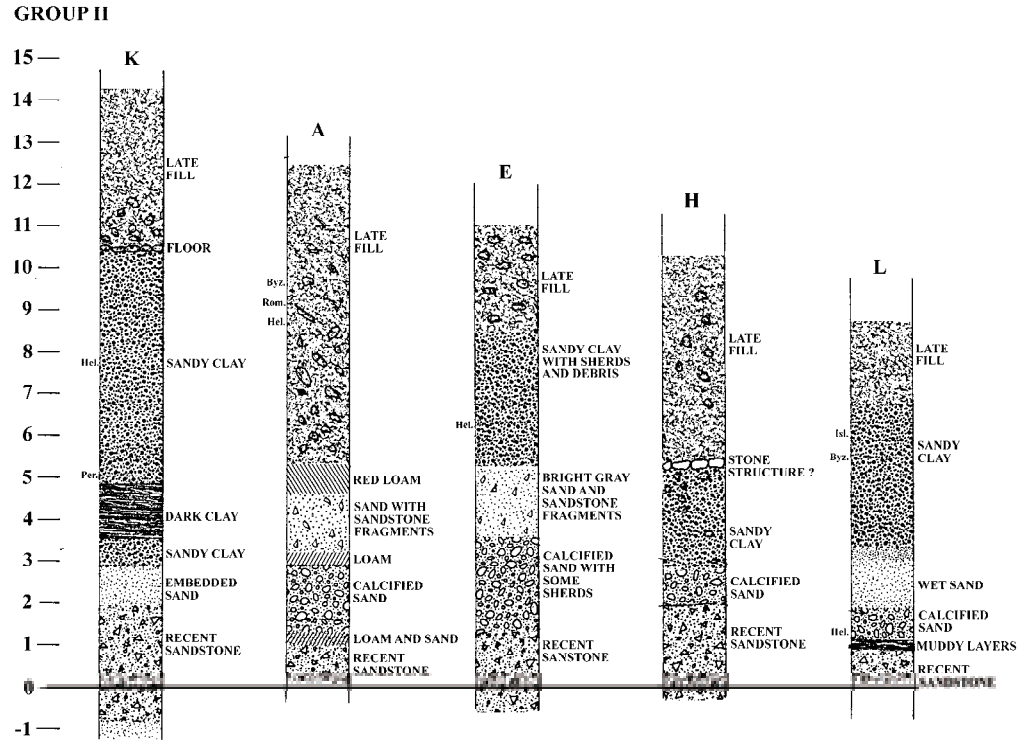 GROUP II
15
14
13
12
11
10
9
8
7
6
5
4
3
2
1
0
-1
K
LATE
FILL
FLOOR
Hel.
SANDY CLAY
Per.
DARK CLAY
SANDY CLAY
EMBEDDED
SAND
RECENT
SANDSTONE
A
LATE
FILL
Byz.
Rom.
Hel.
RED LOAM
SAND WITH
SANDSTONE
FRAGMENTS
LOAM
CALCIFIED
SAND
LOAM AND SAND
RECENT
SANDSTONE
E
LATE
FILL
SANDY CLAY
WITH SHERDS
AND DEBRIS
Hel.
BRIGHT GRAY
SAND AND
SANDSTONE
FRAGMENTS
CALCIFIED
SAND WITH
SOME
SHERDS
RECENT
SANSTONE
H
LATE
FILL
STONE
STRUCTURE ?
SANDY
CLAY
CALCIFIED
SAND
RECENT
SANDSTONE
L
LATE
FILL
Isl.
Byz.
SANDY
CLAY
WET SAND
CALCIFIED
SAND
Hel.
MUDDY LAYERS
RECENT
SANDSTONE